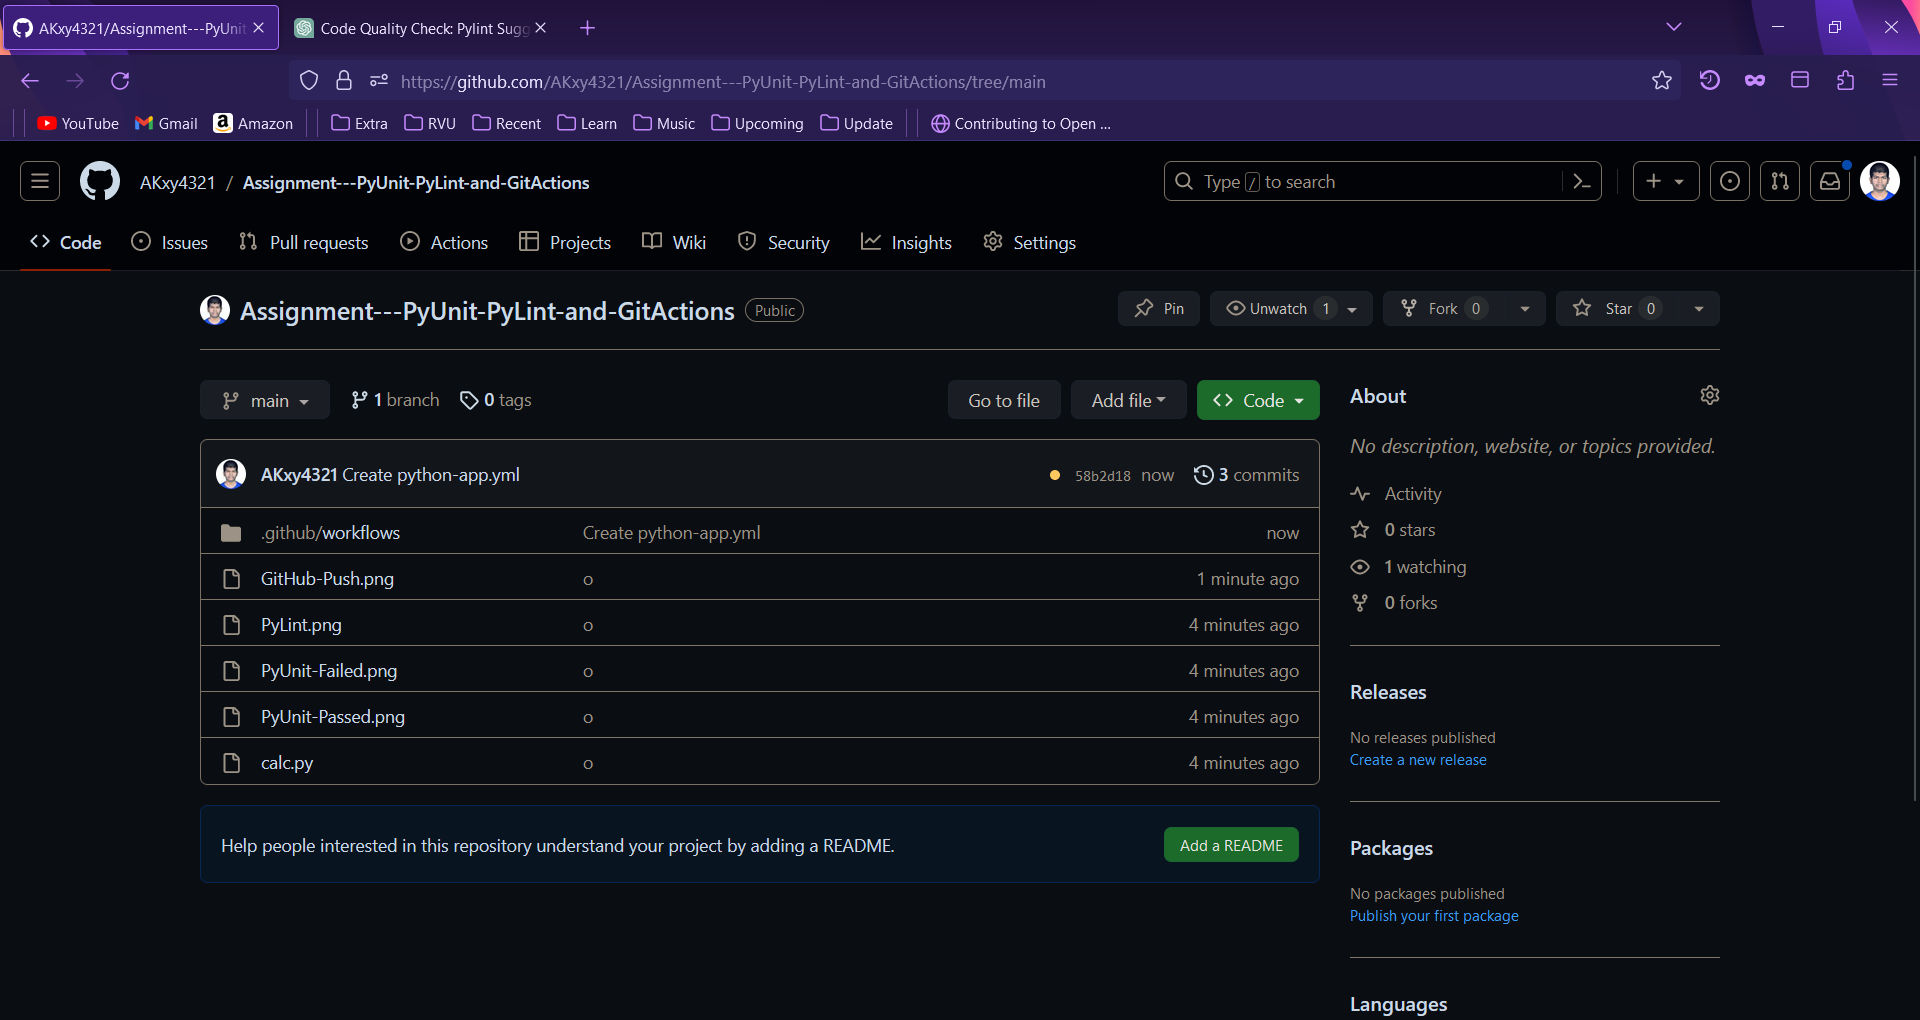 AKxy4321/Assignment---PyUnit
Code Quality Check: Pylint Sugg
https://github.com/AKxy4321/Assignment---PyUnit-PyLint-and-GitActions/tree/main
YouTube Gmail Amazon Extra RVU Recent Learn Music Upcoming Update Contributing to Open ...
AKxy4321 / Assignment---PyUnit-PyLint-and-GitActions
Type / to search
Code Issues Pull requests Actions Projects Wiki Security Insights Settings
Assignment---PyUnit-PyLint-and-GitActions Public
Pin Unwatch 1 Fork 0 Star 0
main 1 branch 0 tags Go to file Add file Code
AKxy4321 Create python-app.yml 58b2d18 now 3 commits
.github/workflows Create python-app.yml now
GitHub-Push.png o 1 minute ago
PyLint.png o 4 minutes ago
PyUnit-Failed.png o 4 minutes ago
PyUnit-Passed.png o 4 minutes ago
calc.py o 4 minutes ago
Help people interested in this repository understand your project by adding a README. Add a README
About
No description, website, or topics provided.
Activity
0 stars
1 watching
0 forks
Releases
No releases published
Create a new release
Packages
No packages published
Publish your first package
Languages